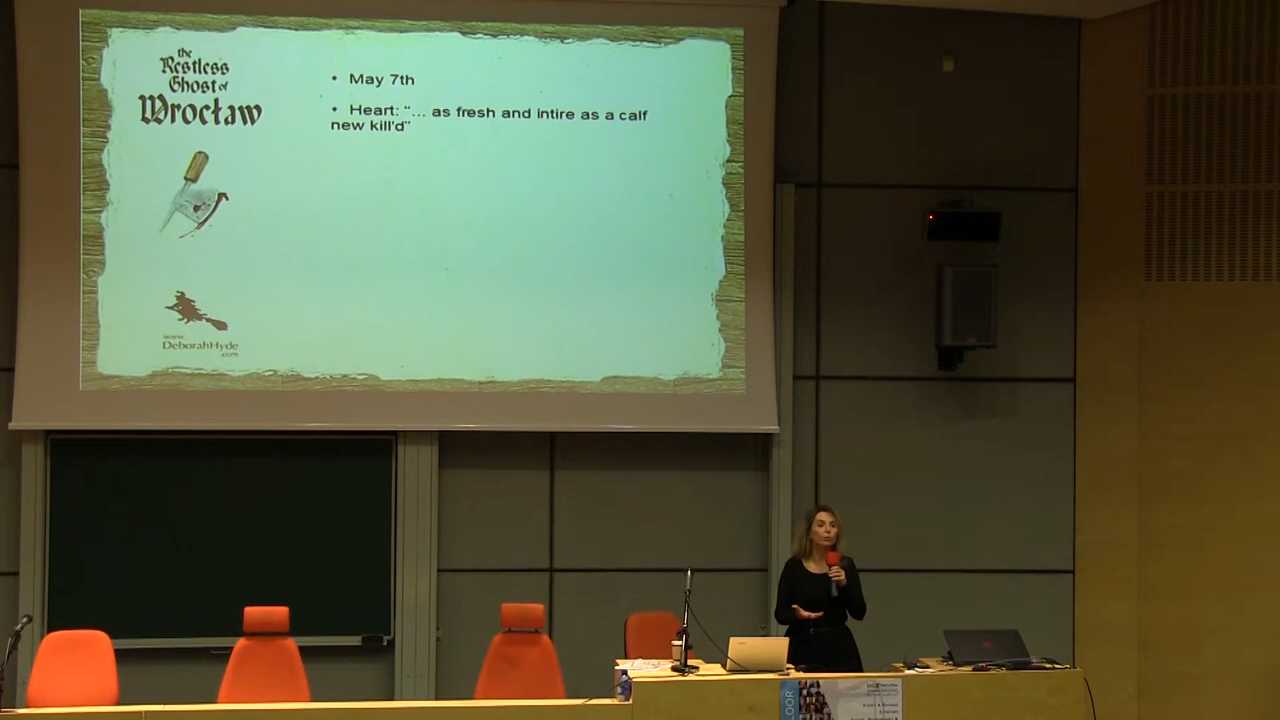 the
Restless
Ghost of
Wrocław
• May 7th
• Heart: “... as fresh and intire as a calf
new kill'd”
www.
DeborahHyde
.com
LOOR